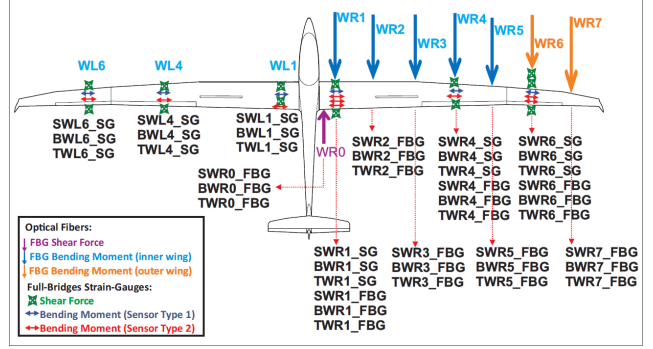 WR1
WR2
WR3
WR4
WR5
WR6
WR7
WL6
WL4
WL1
SWL6_SG
BWL6_SG
TWL6_SG
SWL4_SG
BWL4_SG
TWL4_SG
SWL1_SG
BWL1_SG
TWL1_SG
WR0
SWR0_FBG
BWR0_FBG
TWR0_FBG
SWR2_FBG
BWR2_FBG
TWR2_FBG
SWR4_SG
BWR4_SG
TWR4_SG
SWR4_FBG
BWR4_FBG
TWR4_FBG
SWR6_SG
BWR6_SG
TWR6_SG
SWR6_FBG
BWR6_FBG
TWR6_FBG
SWR1_SG
BWR1_SG
TWR1_SG
SWR1_FBG
BWR1_FBG
TWR1_FBG
SWR3_FBG
BWR3_FBG
TWR3_FBG
SWR5_FBG
BWR5_FBG
TWR5_FBG
SWR7_FBG
BWR7_FBG
TWR7_FBG
Optical Fibers:
FBG Shear Force
FBG Bending Moment (inner wing)
FBG Bending Moment (outer wing)
Full-Bridges Strain-Gauges:
Shear Force
Bending Moment (Sensor Type 1)
Bending Moment (Sensor Type 2)